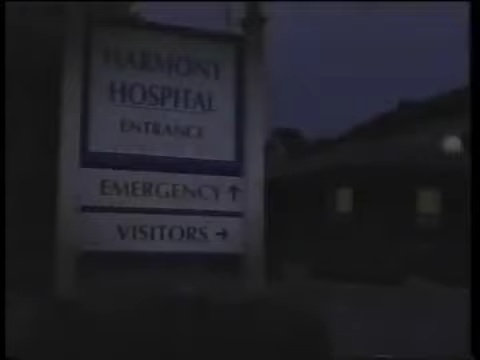 HARMONY
HOSPITAL
ENTRANCE
EMERGENCY ↑
VISITORS →